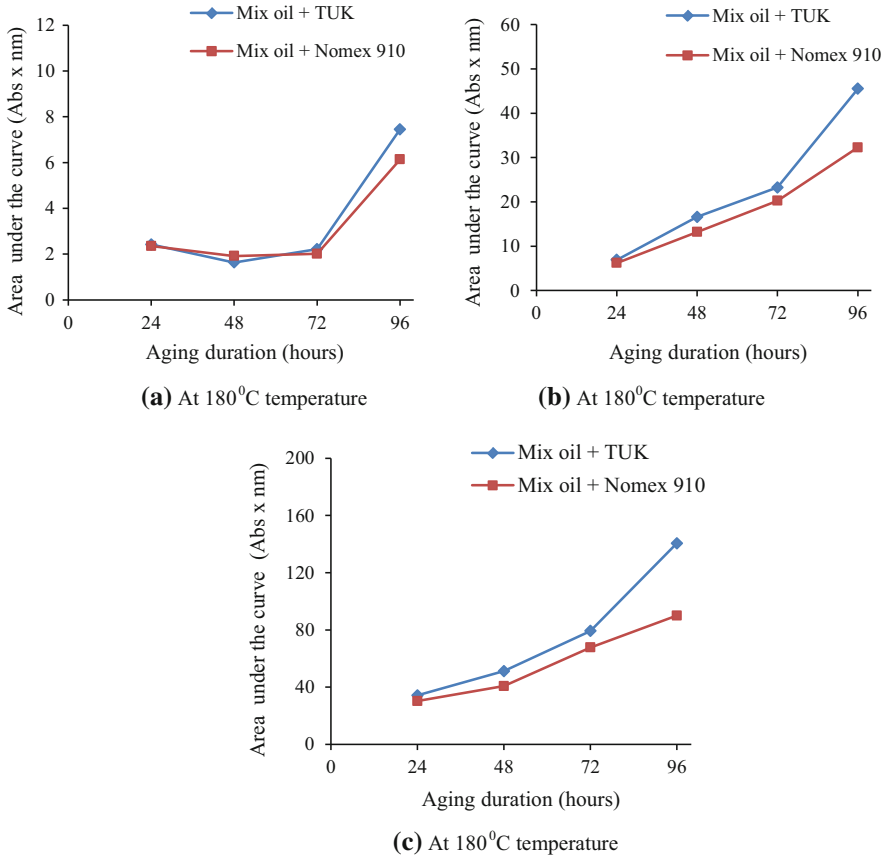 Mix oil + TUK
Mix oil + Nomex 910
Area under the curve (Abs x nm)
12
10
8
6
4
2
0
0 24 48 72 96
Aging duration (hours)
(a) At 180⁰C temperature
Mix oil + TUK
Mix oil + Nomex 910
Area under the curve (Abs x nm)
60
50
40
30
20
10
0
0 24 48 72 96
Aging duration (hours)
(b) At 180⁰C temperature
Mix oil + TUK
Mix oil + Nomex 910
Area under the curve (Abs x nm)
200
160
120
80
40
0
0 24 48 72 96
Aging duration (hours)
(c) At 180⁰C temperature